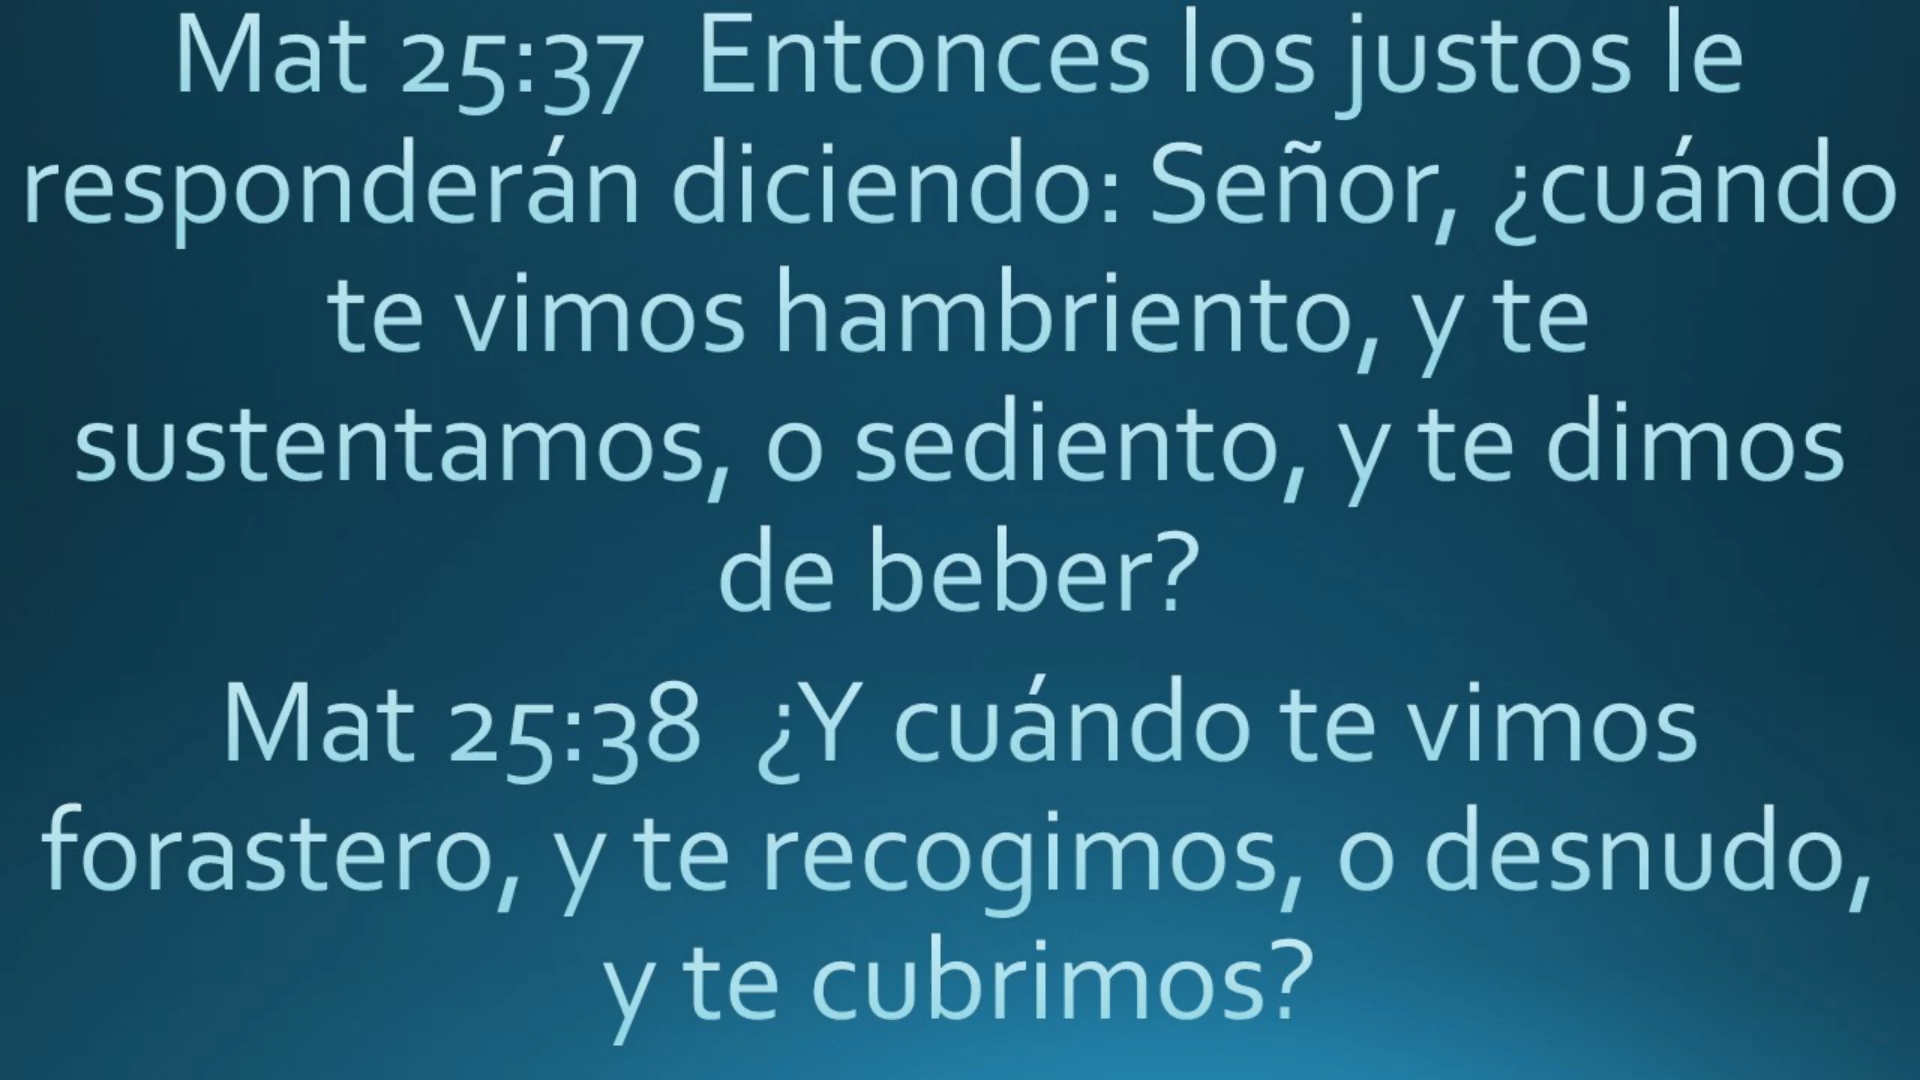 Mat 25:37  Entonces los justos le
responderán diciendo: Señor, ¿cuándo
te vimos hambriento, y te
sustentamos, o sediento, y te dimos
de beber?
Mat 25:38  ¿Y cuándo te vimos
forastero, y te recogimos, o desnudo,
y te cubrimos?